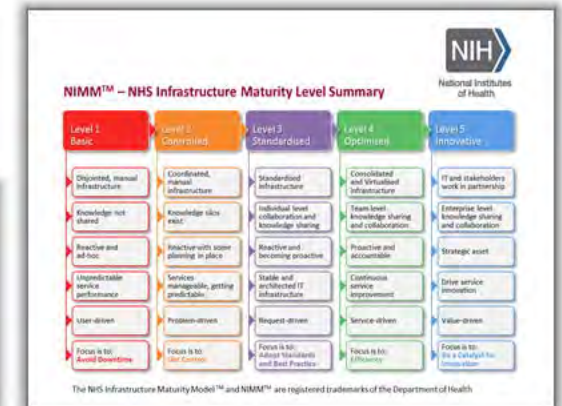 NIH
National Institutes
of Health
NIMM™ – NHS Infrastructure Maturity Level Summary
Level 1
Basic
Level 2
Controlled
Level 3
Standardised
Level 4
Optimised
Level 5
Innovative
Disjointed, manual
infrastructure
Coordinated,
manual
infrastructure
Standardised
infrastructure
Consolidated
and Virtualised
infrastructure
IT and stakeholders
work in partnership
Knowledge not
shared
Knowledge silos
exist
Individual level
collaboration and
knowledge sharing
Team level
knowledge sharing
and collaboration
Enterprise level
knowledge sharing
and collaboration
Reactive and
ad-hoc
Reactive with some
planning in place
Reactive and
becoming proactive
Proactive and
accountable
Strategic asset
Unpredictable
service
performance
Services
manageable, getting
predictable
Stable and
architected IT
infrastructure
Continuous
service
improvement
Drive service
innovation
User-driven
Problem-driven
Request-driven
Service-driven
Value-driven
Focus is to:
Avoid Downtime
Focus is to:
Get Control
Focus is to:
Adopt Standards
and Best Practice
Focus is to:
Efficiency
Focus is to:
Be a Catalyst for
Innovation
The NHS Infrastructure Maturity Model™ and NIMM™ are registered trademarks of the Department of Health